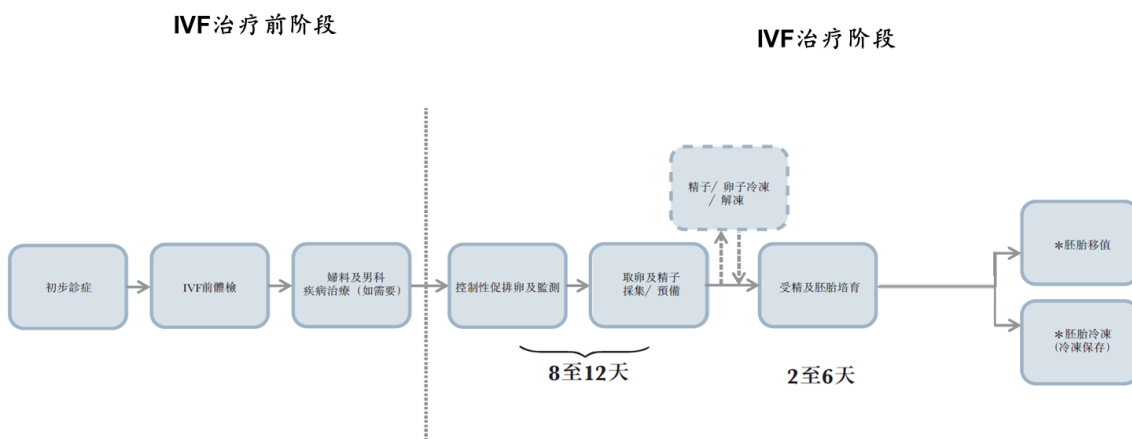 IVF治疗前阶段
IVF治疗阶段
初步診症
IVF前體檢
婦科及男科
疾病治療（如需要）
控制性促排卵及監測
取卵及精子
採集/ 預備
精子/ 卵子冷凍
/ 解凍
受精及胚胎培育
＊胚胎移值
＊胚胎冷凍
(冷凍保存)
8至12天
2至6天